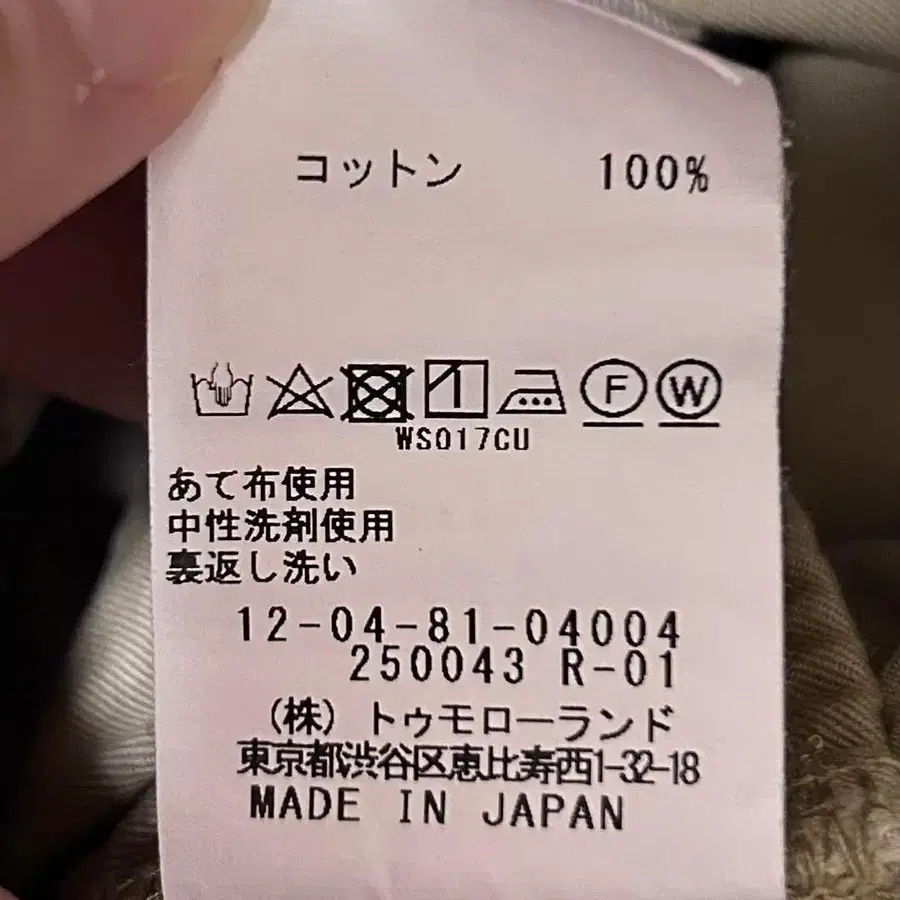 コットン 100%
F W
WS017CU
あて布使用
中性洗剤使用
裏返し洗い
12-04-81-04004
250043 R-01
(株) トゥモローランド
東京都渋谷区恵比寿西1-32-18
MADE IN JAPAN